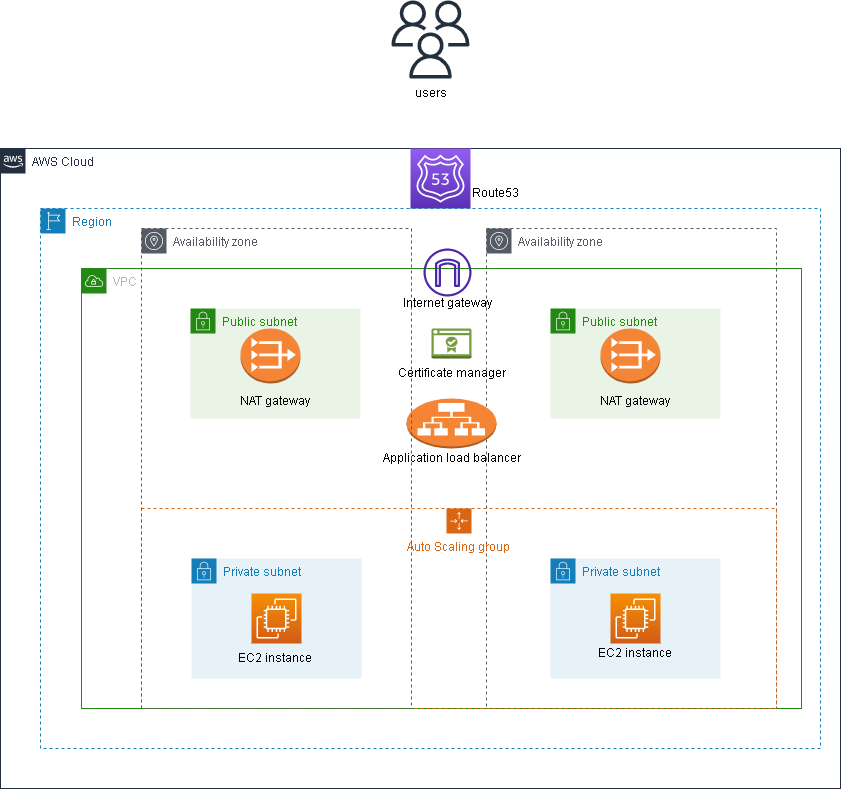 users
aws
AWS Cloud
53
Route53
Region
Availability zone
Availability zone
VPC
Internet gateway
Public subnet
Public subnet
NAT gateway
NAT gateway
Certificate manager
Application load balancer
Auto Scaling group
Private subnet
Private subnet
EC2 instance
EC2 instance